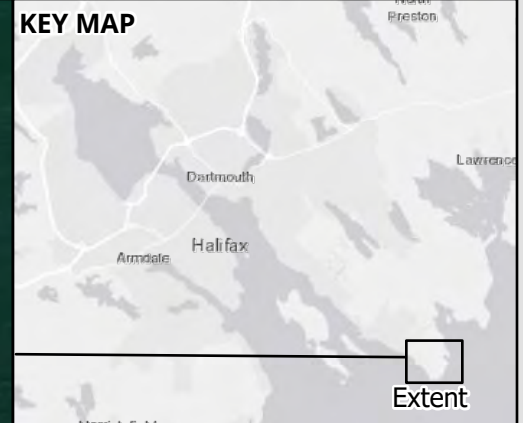 KEY MAP
Preston
Lawrence
Dartmouth
Halifax
Armdale
Extent